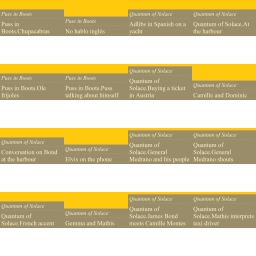 Puss in Boots
Puss in
Boots.Chupacabras
Puss in Boots
No hablo inglés
Quantum of Solace
Adlibs in Spanish on a
yacht
Quantum of Solace
Quantum of Solace.At
the harbour
Puss in Boots
Puss in Boots.Ole
frijoles
Puss in Boots
Puss in Boots.Puss
talking about himself
Quantum of Solace
Quantum of
Solace.Buying a ticket
in Austria
Quantum of Solace
Camille and Dominic
Quantum of Solace
Conversation on Bond
at the harbour
Quantum of Solace
Elvis on the phone
Quantum of Solace
Quantum of
Solace.General
Medrano and his people
Quantum of Solace
Quantum of
Solace.General
Medrano shouts
Quantum of Solace
Quantum of
Solace.French accent
Quantum of Solace
Gemma and Mathis
Quantum of Solace
Quantum of
Solace.James Bond
meets Camille Montes
Quantum of Solace
Quantum of
Solace.Mathis interprets
taxi driver